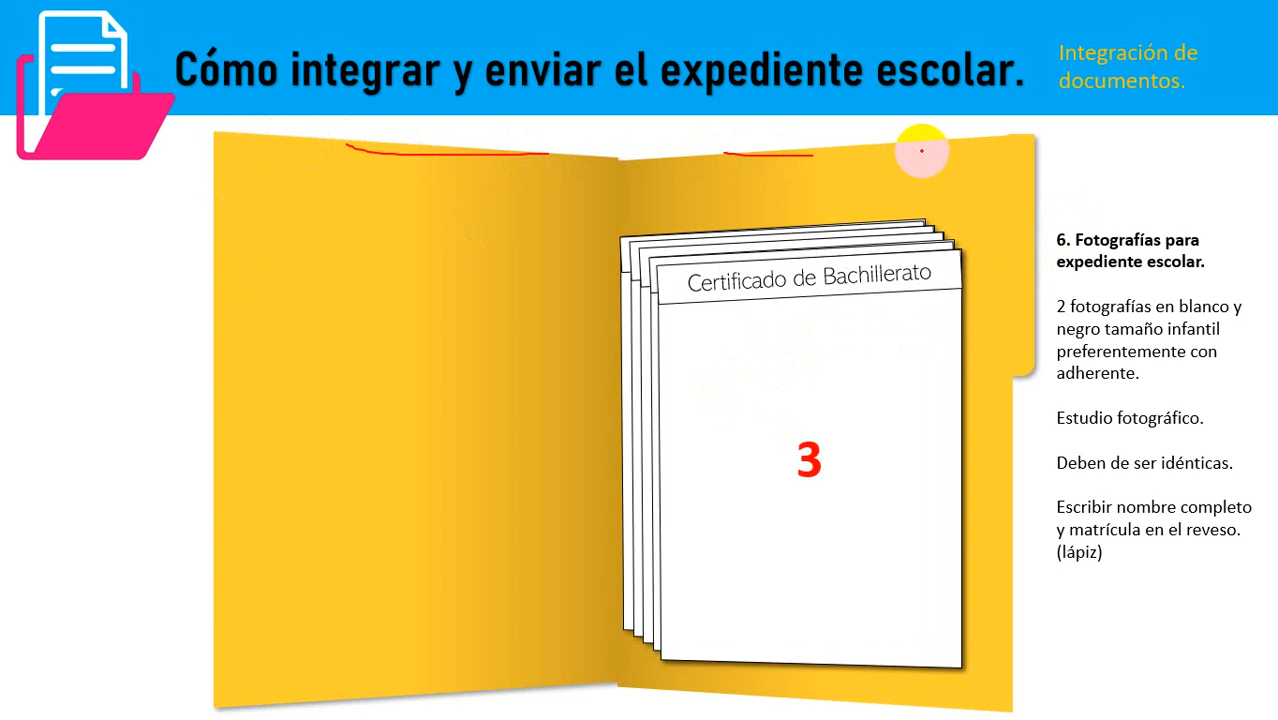 Cómo integrar y enviar el expediente escolar.
Integración de
documentos.
Certificado de Bachillerato
3
6. Fotografías para
expediente escolar.
2 fotografías en blanco y
negro tamaño infantil
preferentemente con
adherente.
Estudio fotográfico.
Deben de ser idénticas.
Escribir nombre completo
y matrícula en el reveso.
(lápiz)